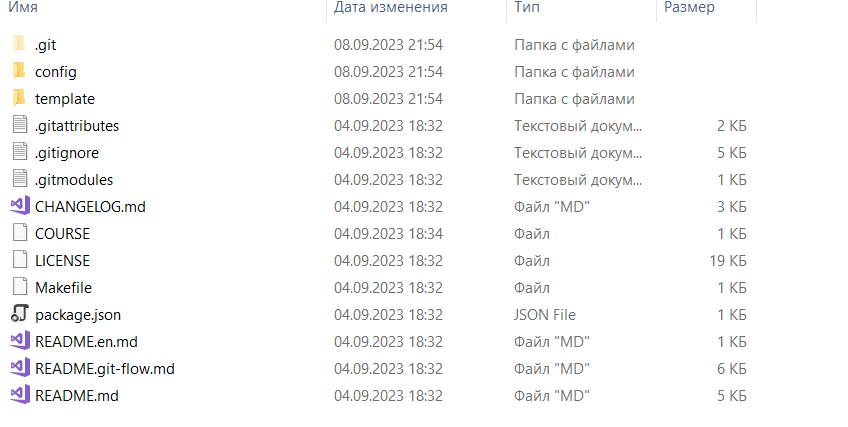 Имя Дата изменения Тип Размер
.git 08.09.2023 21:54 Папка с файлами
config 08.09.2023 21:54 Папка с файлами
template 08.09.2023 21:54 Папка с файлами
.gitattributes 04.09.2023 18:32 Текстовый докум... 2 КБ
.gitignore 04.09.2023 18:32 Текстовый докум... 5 КБ
.gitmodules 04.09.2023 18:32 Текстовый докум... 1 КБ
CHANGELOG.md 04.09.2023 18:32 Файл "MD" 3 КБ
COURSE 04.09.2023 18:34 Файл 1 КБ
LICENSE 04.09.2023 18:32 Файл 19 КБ
Makefile 04.09.2023 18:32 Файл 1 КБ
package.json 04.09.2023 18:32 JSON File 1 КБ
README.en.md 04.09.2023 18:32 Файл "MD" 1 КБ
README.git-flow.md 04.09.2023 18:32 Файл "MD" 6 КБ
README.md 04.09.2023 18:32 Файл "MD" 5 КБ